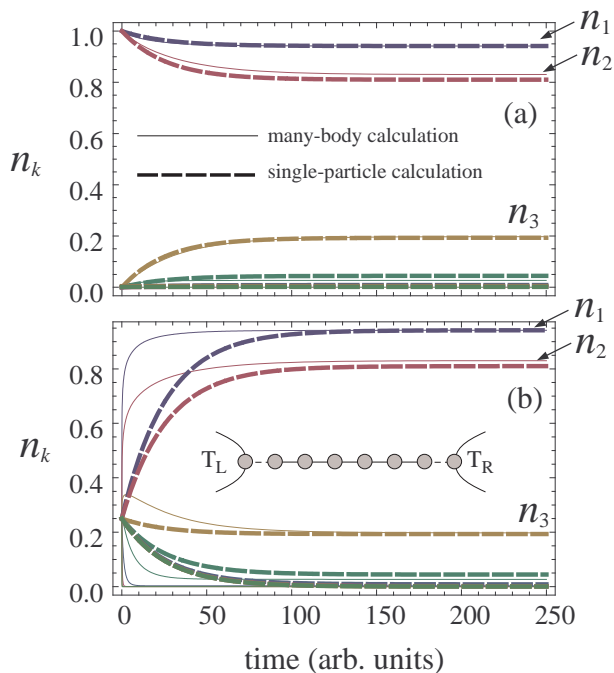 1.0
n1
n2
0.8
(a)
many-body calculation
0.6
nk
single-particle calculation
0.4
n3
0.2
0.0
n1
n2
0.8
(b)
0.6
nk
TL
TR
0.4
n3
0.2
0.0
0
50
100
150
200
250
time (arb. units)